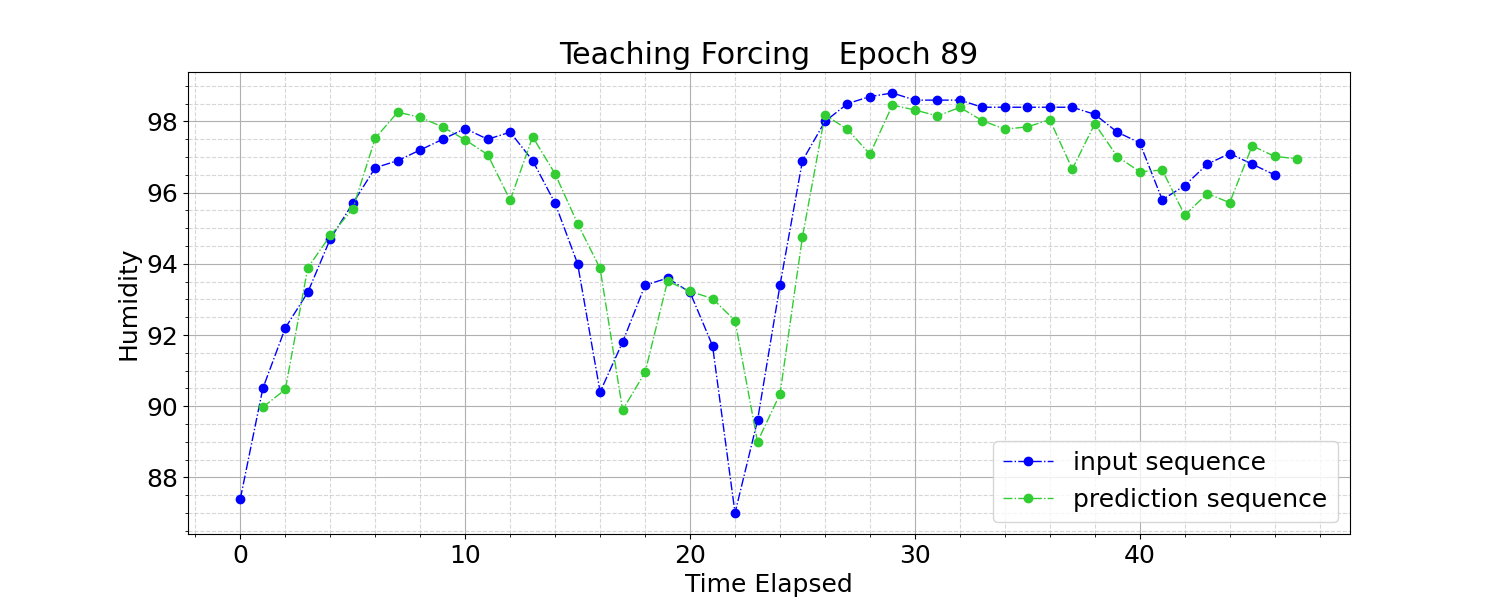 Teaching Forcing   Epoch 89
Humidity
98
96
94
92
90
88
0 10 20 30 40
Time Elapsed
input sequence
prediction sequence